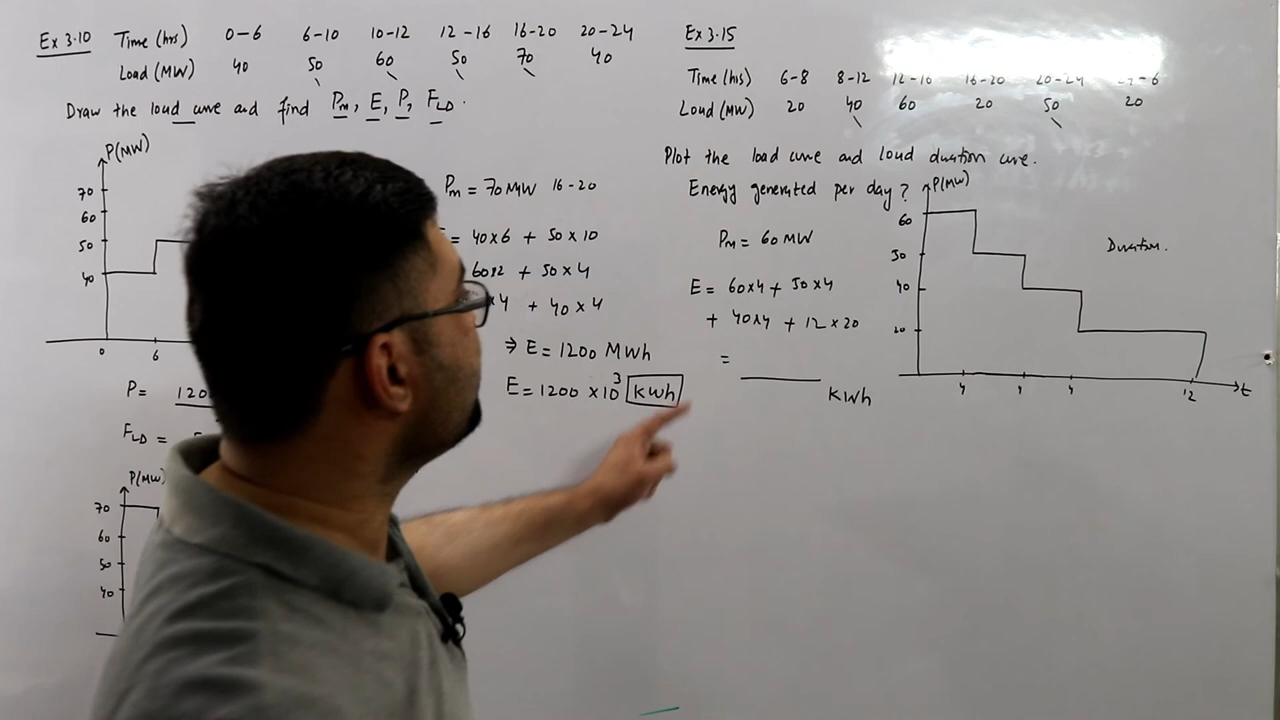 Ex 3.10 Time (hrs) 0-6 6-10 10-12 12-16 16-20 20-24
Load (MW) 40 50 60 50 70 40
Draw the load curve and find Pm, E, P, FLD.
P(MW)
70
60
50
40
0 6
Pm = 70 MW 16-20
= 40x6 + 50x10
60x2 + 50x4
x4 + 40x4
⇒ E = 1200 MWh
E = 1200 x10³ kwh
P = 120
FLD =
P(MW)
70
60
50
40
Ex 3.15
Time (hrs) 6-8 8-12 12-16 16-20 20-24 -6
Load (MW) 20 40 60 20 50 20
Plot the load curve and load duration curve.
Energy generated per day?
Pm = 60 MW
E = 60x4 + 50x4
+ 40x4 + 12x20
=
KWh
P(MW)
60
50
40
20
4 4 4 12 t
Duration.